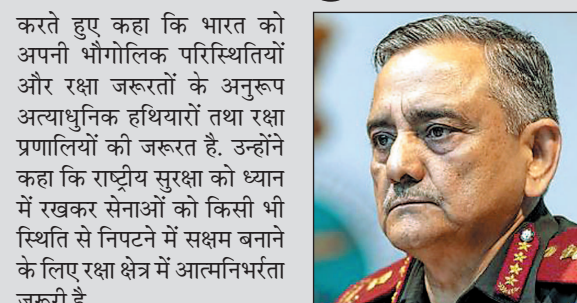 करते हुए कहा कि भारत को
अपनी भौगोलिक परिस्थितियों
और रक्षा जरूरतों के अनुरूप
अत्याधुनिक हथियारों तथा रक्षा
प्रणालियों की जरूरत है. उन्होंने
कहा कि राष्ट्रीय सुरक्षा को ध्यान
में रखकर सेनाओं को किसी भी
स्थिति से निपटने में सक्षम बनाने
के लिए रक्षा क्षेत्र में आत्मनिर्भरता
जरूरी है